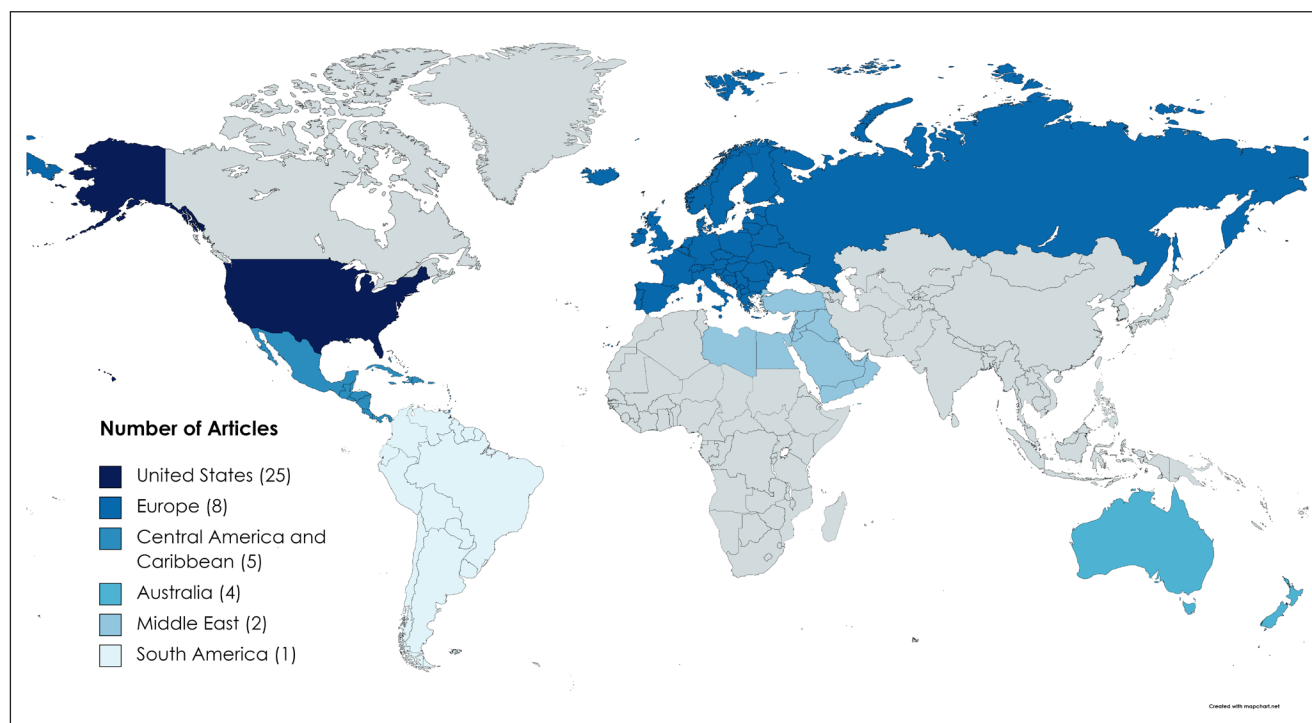 Number of Articles
United States (25)
Europe (8)
Central America and
Caribbean (5)
Australia (4)
Middle East (2)
South America (1)
Created with mapchart.net